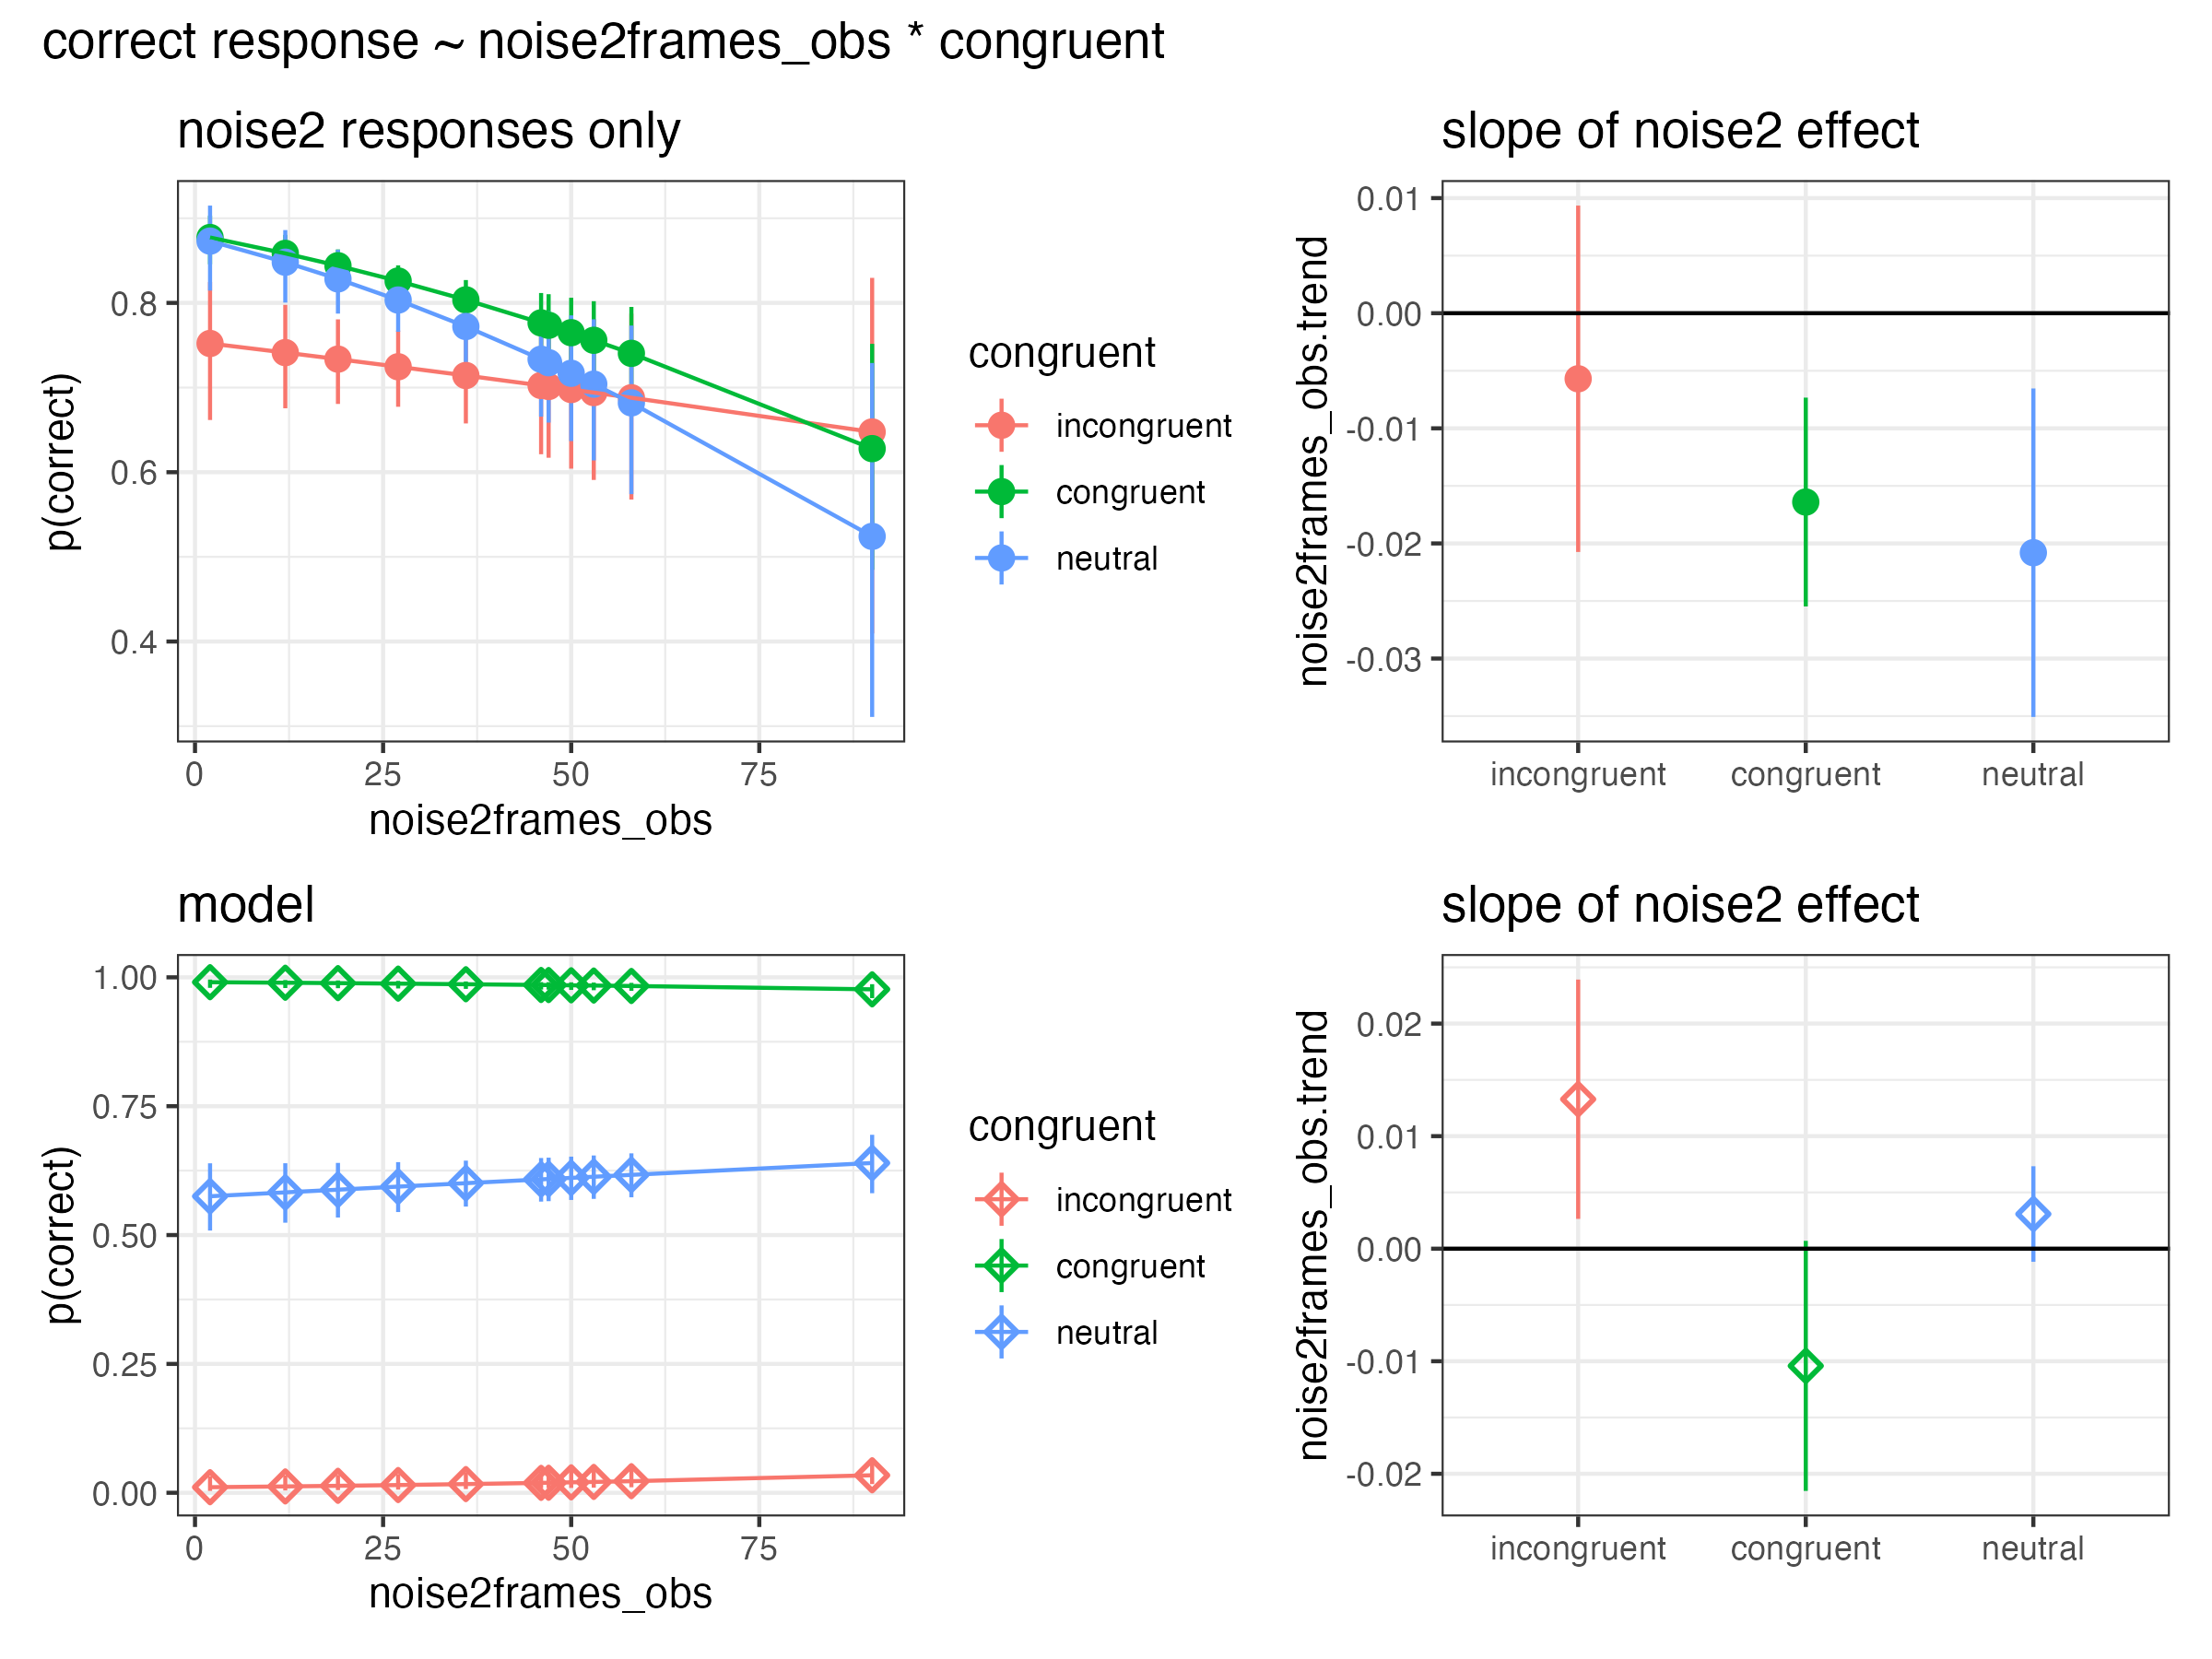 correct response ~ noise2frames_obs * congruent
noise2 responses only
p(correct)
0.8
0.6
0.4
0
25
50
75
noise2frames_obs
congruent
incongruent
congruent
neutral
slope of noise2 effect
noise2frames_obs.trend
0.01
0.00
-0.01
-0.02
-0.03
incongruent
congruent
neutral
model
p(correct)
1.00
0.75
0.50
0.25
0.00
0
25
50
75
noise2frames_obs
congruent
incongruent
congruent
neutral
slope of noise2 effect
noise2frames_obs.trend
0.02
0.01
0.00
-0.01
-0.02
incongruent
congruent
neutral